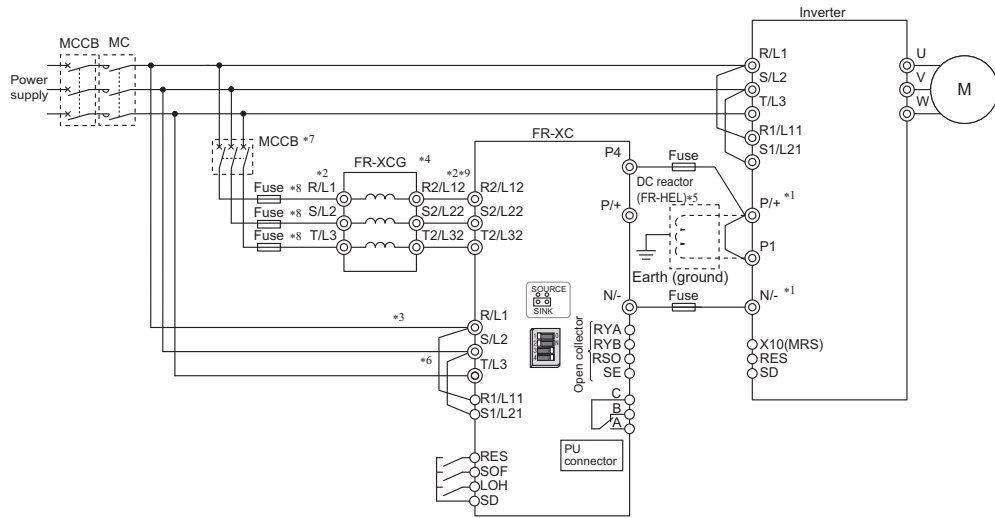 Inverter
MCCB MC
Power
supply
R/L1
S/L2
T/L3
R1/L11
S1/L21
U
V
W
M
MCCB *7
FR-XCG *4
FR-XC
*2
*2*9
Fuse *8 R/L1
R2/L12 R2/L12
Fuse *8 S/L2
S2/L22 S2/L22
Fuse *8 T/L3
T2/L32 T2/L32
P4
Fuse
DC reactor
(FR-HEL)*5
P/+
P/+ *1
P1
Earth (ground)
N/-
Fuse
N/- *1
SOURCE
SINK
1
2
3
4
O
N
*3
R/L1
S/L2
*6
T/L3
R1/L11
S1/L21
Open collector
RYA
RYB
RSO
SE
X10(MRS)
RES
SD
C
B
A
PU
connector
RES
SOF
LOH
SD